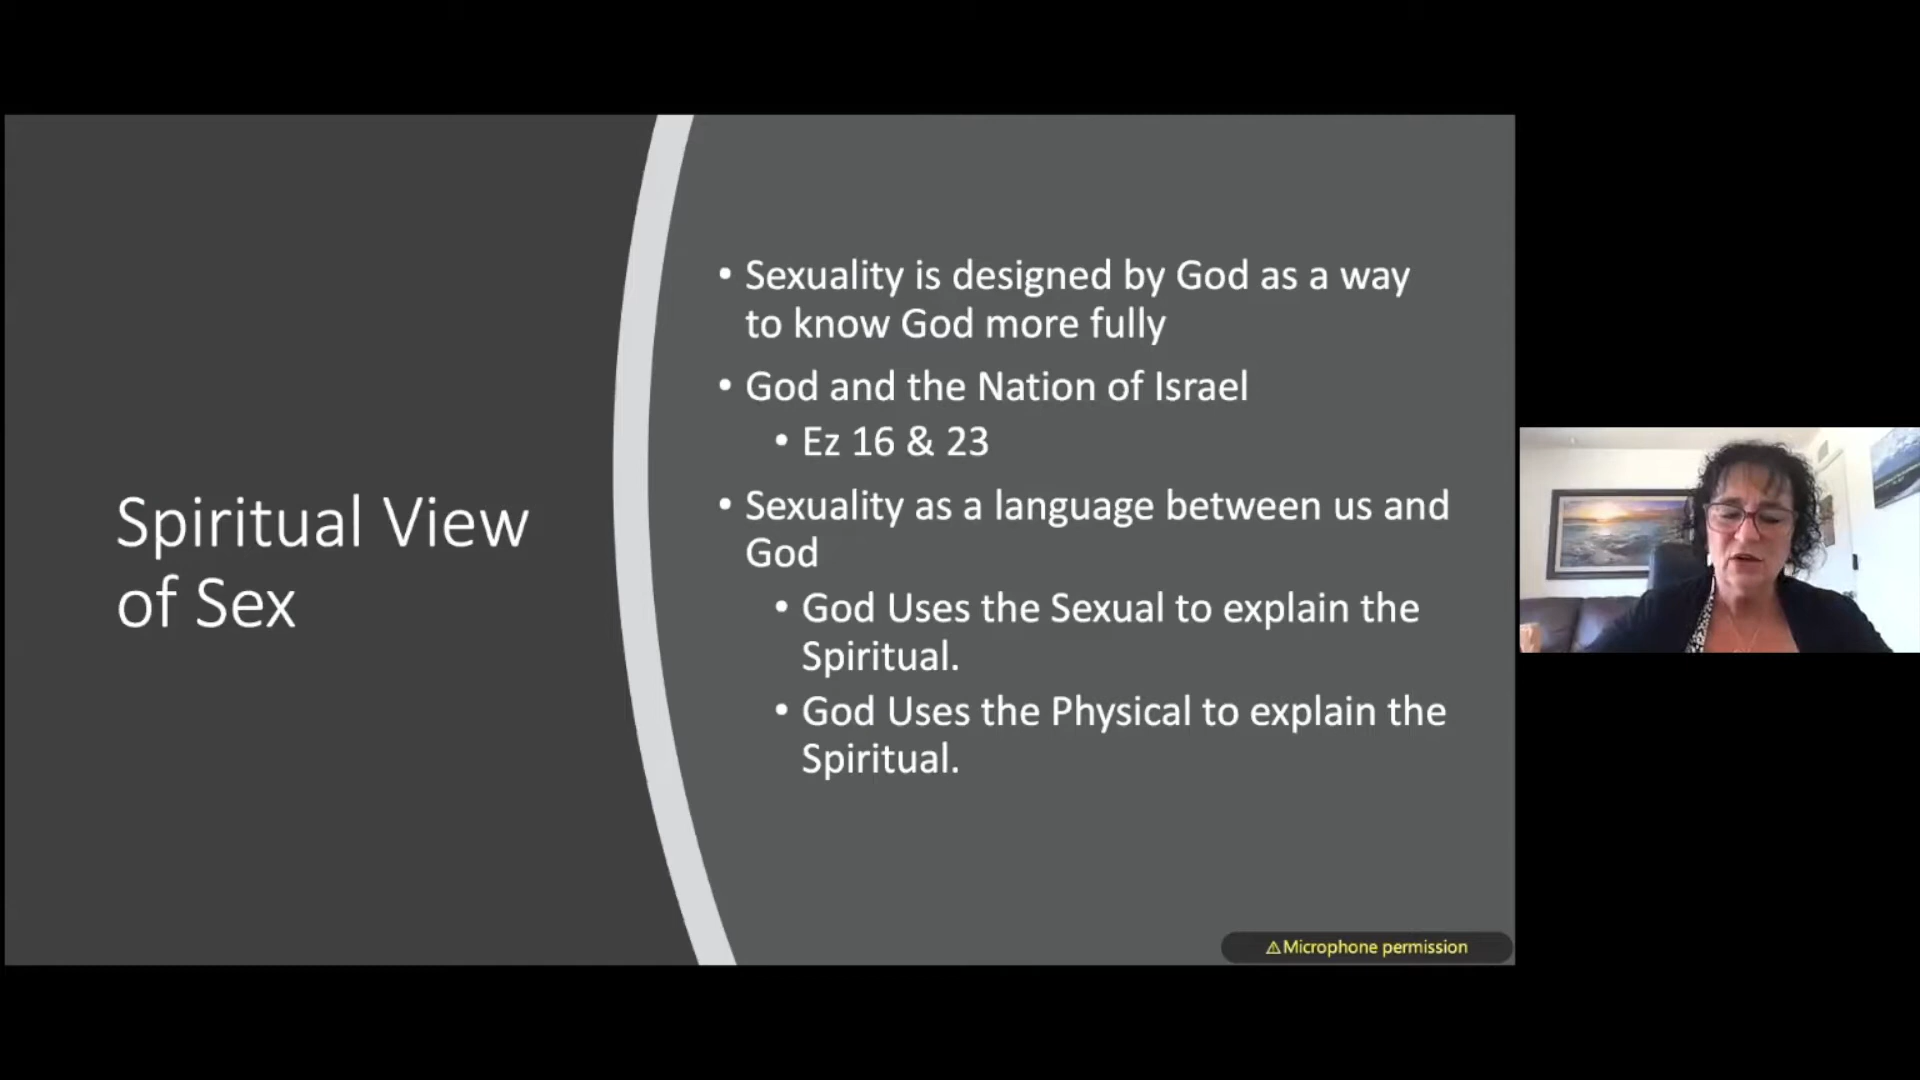 Spiritual View
of Sex
• Sexuality is designed by God as a way
to know God more fully
• God and the Nation of Israel
• Ez 16 & 23
• Sexuality as a language between us and
God
• God Uses the Sexual to explain the
Spiritual.
• God Uses the Physical to explain the
Spiritual.
⚠Microphone permission